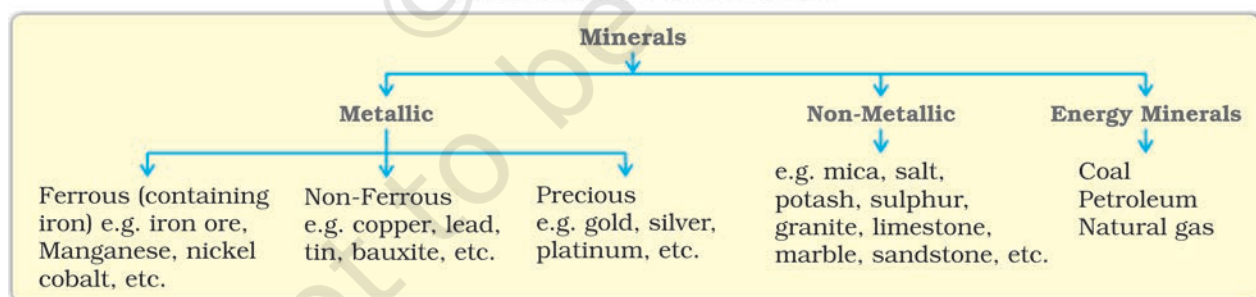 Minerals
Metallic
Non-Metallic
Energy Minerals
Ferrous (containing
iron) e.g. iron ore,
Manganese, nickel
cobalt, etc.
Non-Ferrous
e.g. copper, lead,
tin, bauxite, etc.
Precious
e.g. gold, silver,
platinum, etc.
e.g. mica, salt,
potash, sulphur,
granite, limestone,
marble, sandstone, etc.
Coal
Petroleum
Natural gas